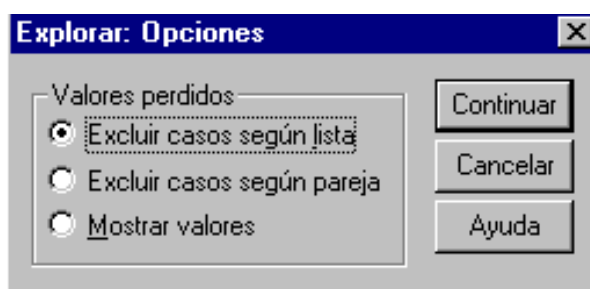 Explorar: Opciones
Valores perdidos
Excluir casos según lista
Excluir casos según pareja
Mostrar valores
Continuar
Cancelar
Ayuda